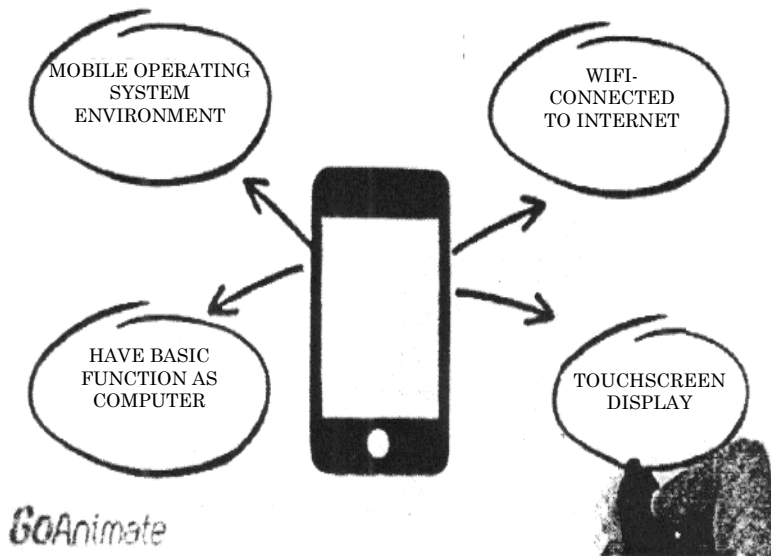 MOBILE OPERATING
SYSTEM
ENVIRONMENT
WIFI-
CONNECTED
TO INTERNET
HAVE BASIC
FUNCTION AS
COMPUTER
TOUCHSCREEN
DISPLAY
GoAnimate